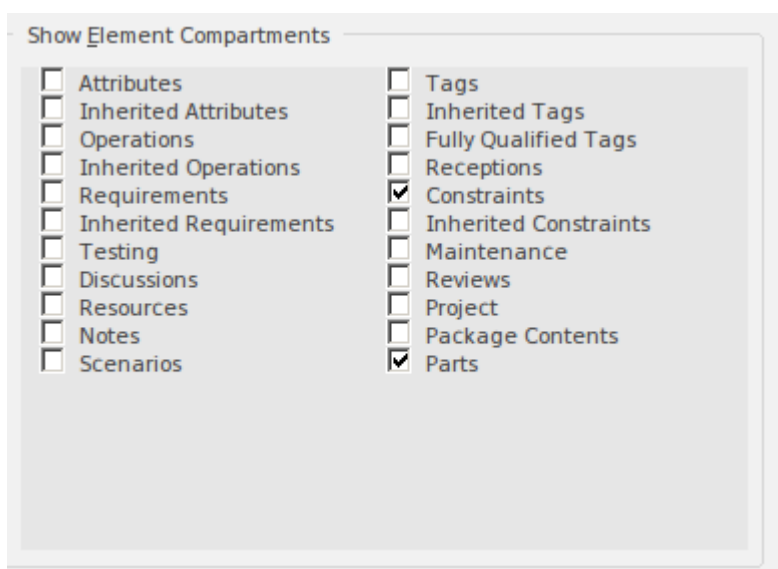 Show Element Compartments
Attributes
Inherited Attributes
Operations
Inherited Operations
Requirements
Inherited Requirements
Testing
Discussions
Resources
Notes
Scenarios
Tags
Inherited Tags
Fully Qualified Tags
Receptions
Constraints
Inherited Constraints
Maintenance
Reviews
Project
Package Contents
Parts